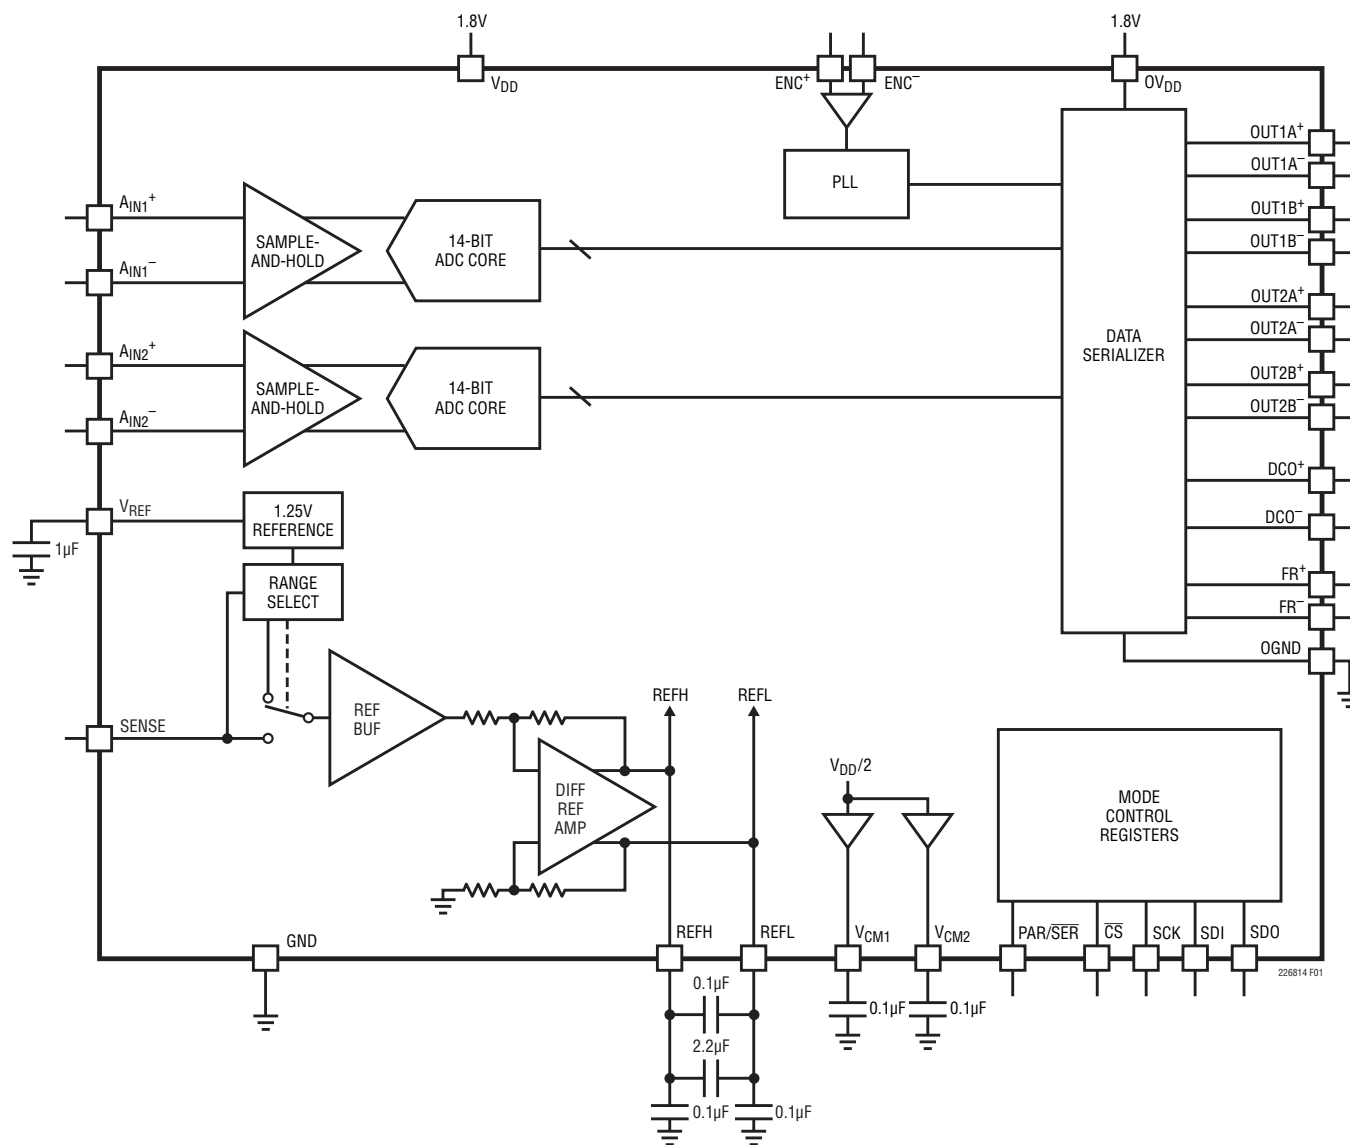 1.8V
1.8V
VDD
ENC+
ENC−
OVDD
OUT1A+
OUT1A−
OUT1B+
OUT1B−
OUT2A+
OUT2A−
OUT2B+
OUT2B−
DCO+
DCO−
FR+
FR−
OGND
PLL
DATA
SERIALIZER
AIN1+
AIN1−
SAMPLE-
AND-HOLD
14-BIT
ADC CORE
AIN2+
AIN2−
SAMPLE-
AND-HOLD
14-BIT
ADC CORE
VREF
1µF
1.25V
REFERENCE
RANGE
SELECT
SENSE
REF
BUF
REFH
REFL
DIFF
REF
AMP
VDD/2
MODE
CONTROL
REGISTERS
GND
REFH
REFL
VCM1
VCM2
PAR/S̅E̅R̅
C̅S̅
SCK
SDI
SDO
226814 F01
0.1µF
2.2µF
0.1µF
0.1µF
0.1µF
0.1µF